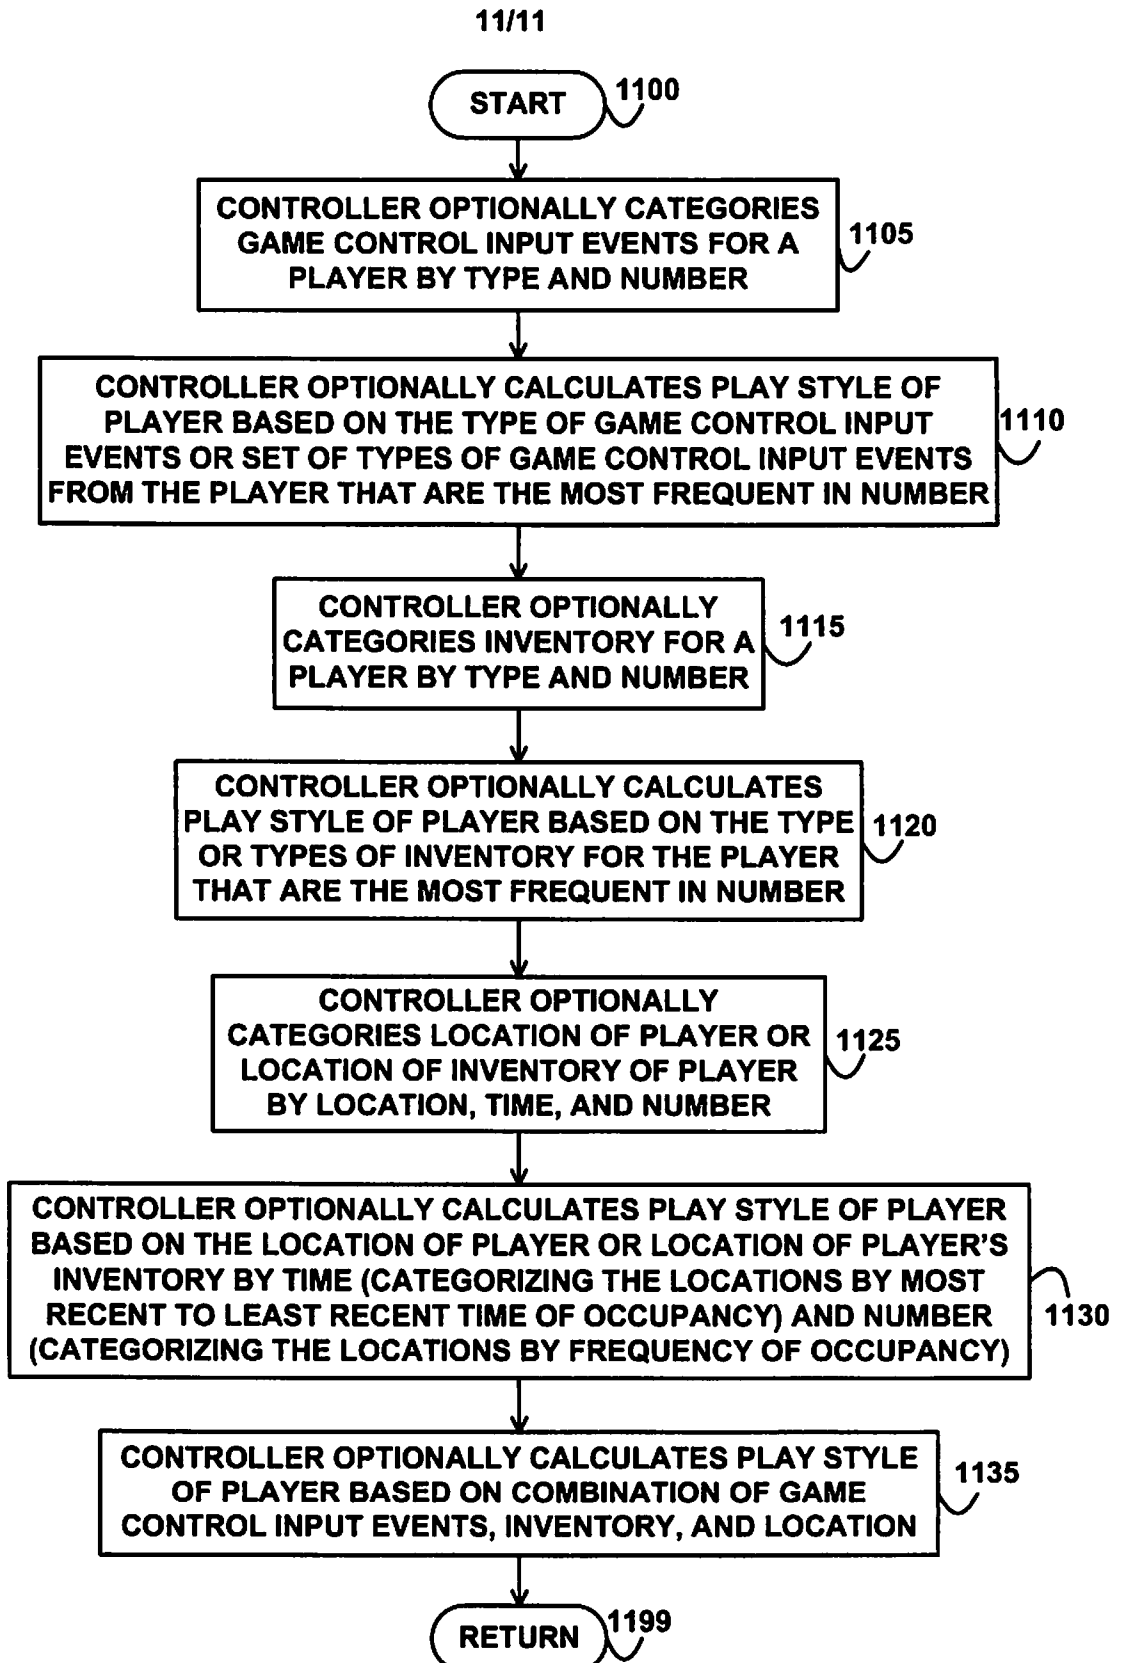 11/11
START
1100
CONTROLLER OPTIONALLY CATEGORIES
GAME CONTROL INPUT EVENTS FOR A
PLAYER BY TYPE AND NUMBER
1105
CONTROLLER OPTIONALLY CALCULATES PLAY STYLE OF
PLAYER BASED ON THE TYPE OF GAME CONTROL INPUT
EVENTS OR SET OF TYPES OF GAME CONTROL INPUT EVENTS
FROM THE PLAYER THAT ARE THE MOST FREQUENT IN NUMBER
1110
CONTROLLER OPTIONALLY
CATEGORIES INVENTORY FOR A
PLAYER BY TYPE AND NUMBER
1115
CONTROLLER OPTIONALLY CALCULATES
PLAY STYLE OF PLAYER BASED ON THE TYPE
OR TYPES OF INVENTORY FOR THE PLAYER
THAT ARE THE MOST FREQUENT IN NUMBER
1120
CONTROLLER OPTIONALLY
CATEGORIES LOCATION OF PLAYER OR
LOCATION OF INVENTORY OF PLAYER
BY LOCATION, TIME, AND NUMBER
1125
CONTROLLER OPTIONALLY CALCULATES PLAY STYLE OF PLAYER
BASED ON THE LOCATION OF PLAYER OR LOCATION OF PLAYER'S
INVENTORY BY TIME (CATEGORIZING THE LOCATIONS BY MOST
RECENT TO LEAST RECENT TIME OF OCCUPANCY) AND NUMBER
(CATEGORIZING THE LOCATIONS BY FREQUENCY OF OCCUPANCY)
1130
CONTROLLER OPTIONALLY CALCULATES PLAY STYLE
OF PLAYER BASED ON COMBINATION OF GAME
CONTROL INPUT EVENTS, INVENTORY, AND LOCATION
1135
RETURN
1199